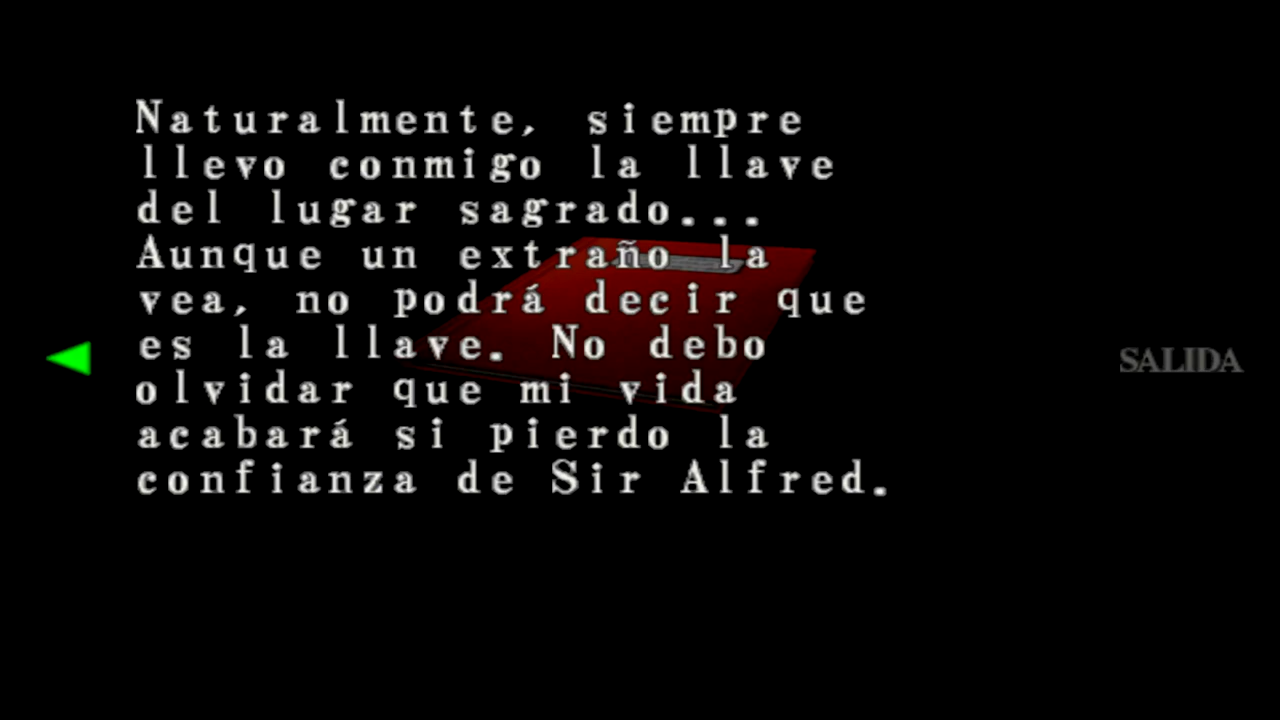 Naturalmente, siempre
llevo conmigo la llave
del lugar sagrado...
Aunque un extraño la
vea, no podrá decir que
es la llave. No debo
olvidar que mi vida
acabará si pierdo la
confianza de Sir Alfred.
SALIDA